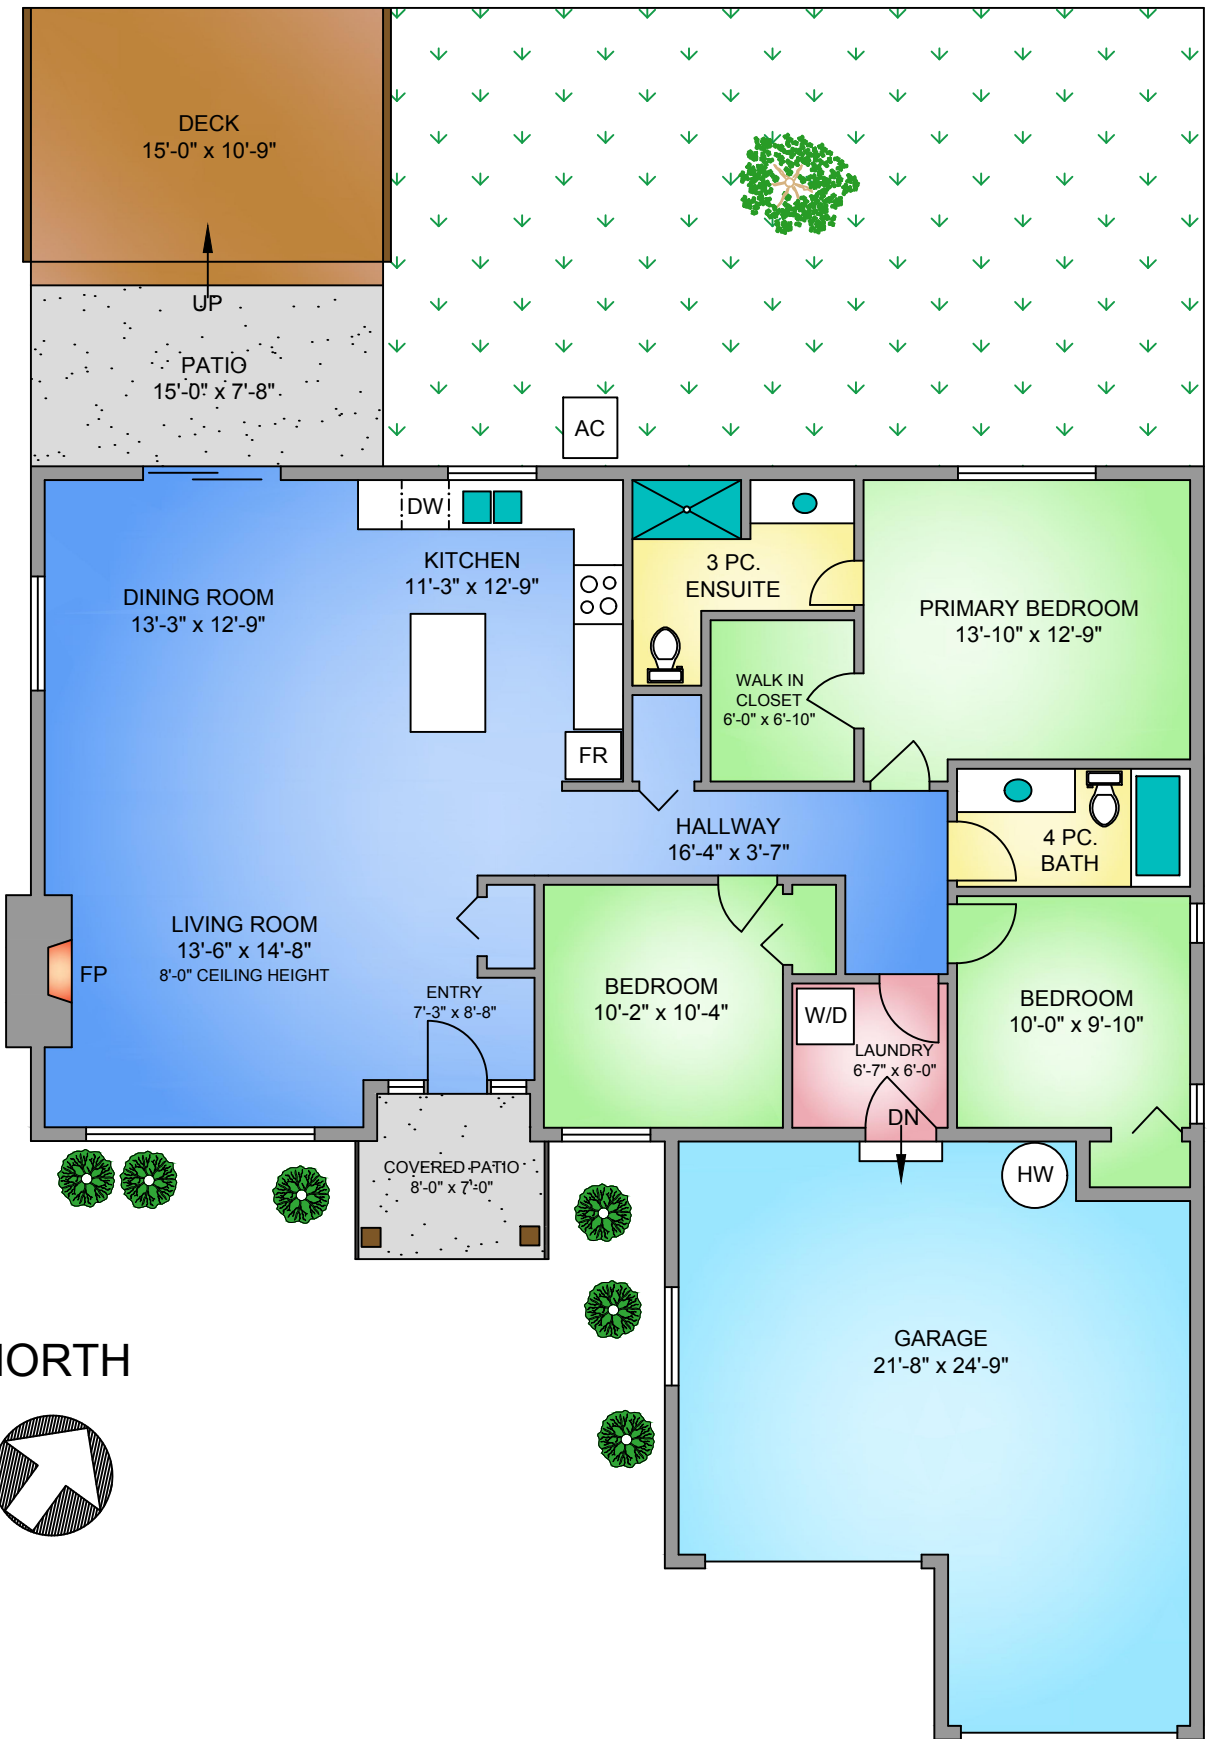 DECK
15'-0" x 10'-9"
UP
PATIO
15'-0" x 7'-8"
AC
DW
KITCHEN
11'-3" x 12'-9"
DINING ROOM
13'-3" x 12'-9"
3 PC.
ENSUITE
PRIMARY BEDROOM
13'-10" x 12'-9"
WALK IN
CLOSET
6'-0" x 6'-10"
FR
HALLWAY
16'-4" x 3'-7"
4 PC.
BATH
LIVING ROOM
13'-6" x 14'-8"
8'-0" CEILING HEIGHT
FP
ENTRY
7'-3" x 8'-8"
BEDROOM
10'-2" x 10'-4"
W/D
LAUNDRY
6'-7" x 6'-0"
DN
BEDROOM
10'-0" x 9'-10"
COVERED PATIO
8'-0" x 7'-0"
HW
GARAGE
21'-8" x 24'-9"
NORTH